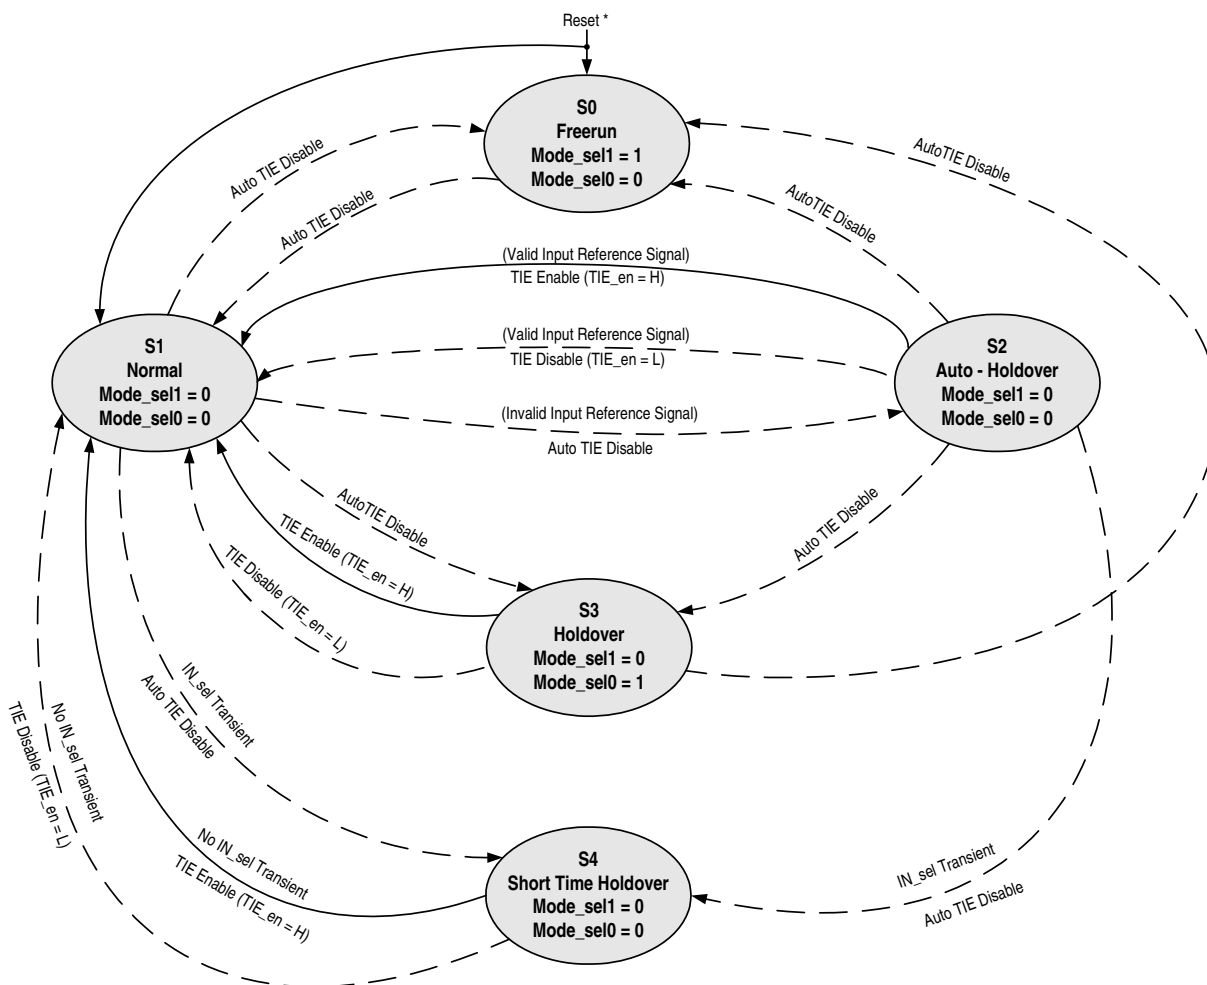 Reset *
S0
Freerun
Mode_sel1 = 1
Mode_sel0 = 0
Auto TIE Disable
Auto TIE Disable
AutoTIE Disable
AutoTIE Disable
(Valid Input Reference Signal)
TIE Enable (TIE_en = H)
(Valid Input Reference Signal)
TIE Disable (TIE_en = L)
(Invalid Input Reference Signal)
Auto TIE Disable
S1
Normal
Mode_sel1 = 0
Mode_sel0 = 0
S2
Auto - Holdover
Mode_sel1 = 0
Mode_sel0 = 0
AutoTIE Disable
TIE Enable (TIE_en = H)
TIE Disable (TIE_en = L)
Auto TIE Disable
S3
Holdover
Mode_sel1 = 0
Mode_sel0 = 1
IN_sel Transient
Auto TIE Disable
No IN_sel Transient
TIE Disable (TIE_en = L)
No IN_sel Transient
TIE Enable (TIE_en = H)
S4
Short Time Holdover
Mode_sel1 = 0
Mode_sel0 = 0
IN_sel Transient
Auto TIE Disable